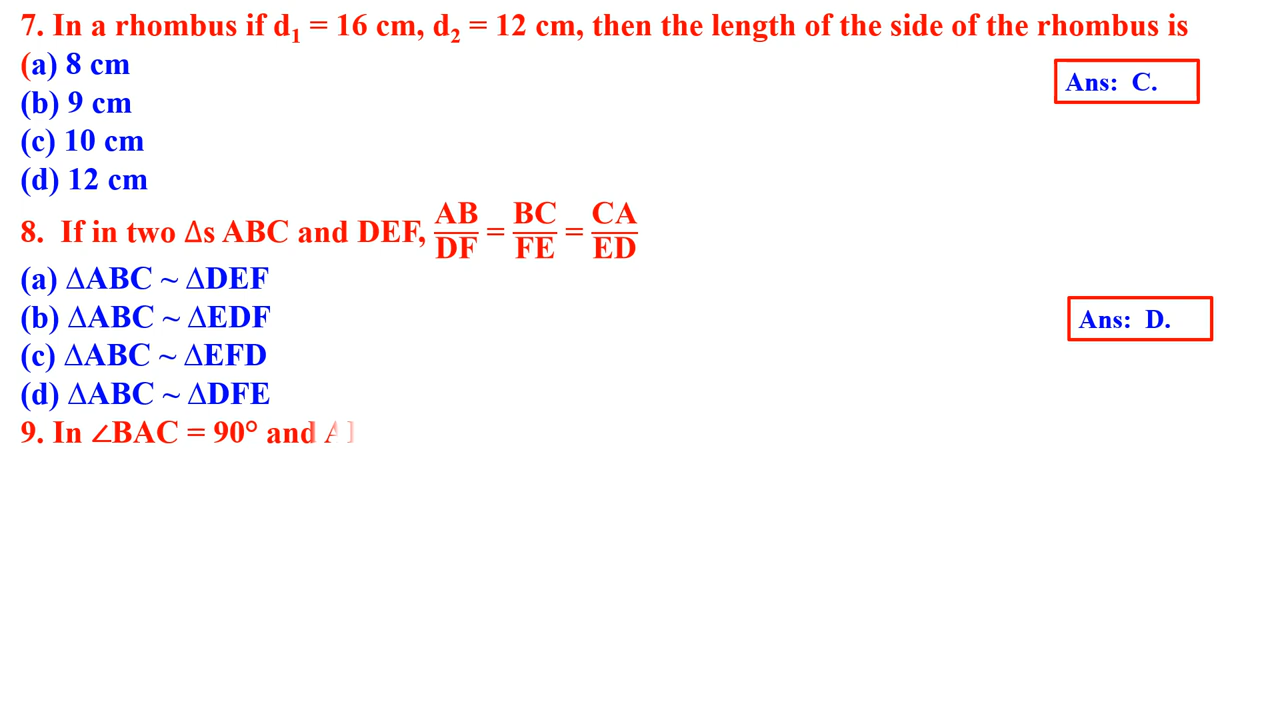 7. In a rhombus if d₁ = 16 cm, d₂ = 12 cm, then the length of the side of the rhombus is
(a) 8 cm
Ans: C.
(b) 9 cm
(c) 10 cm
(d) 12 cm
8. If in two Δs ABC and DEF, AB/DF = BC/FE = CA/ED
(a) ΔABC ~ ΔDEF
(b) ΔABC ~ ΔEDF
Ans: D.
(c) ΔABC ~ ΔEFD
(d) ΔABC ~ ΔDFE
9. In ∠BAC = 90° and